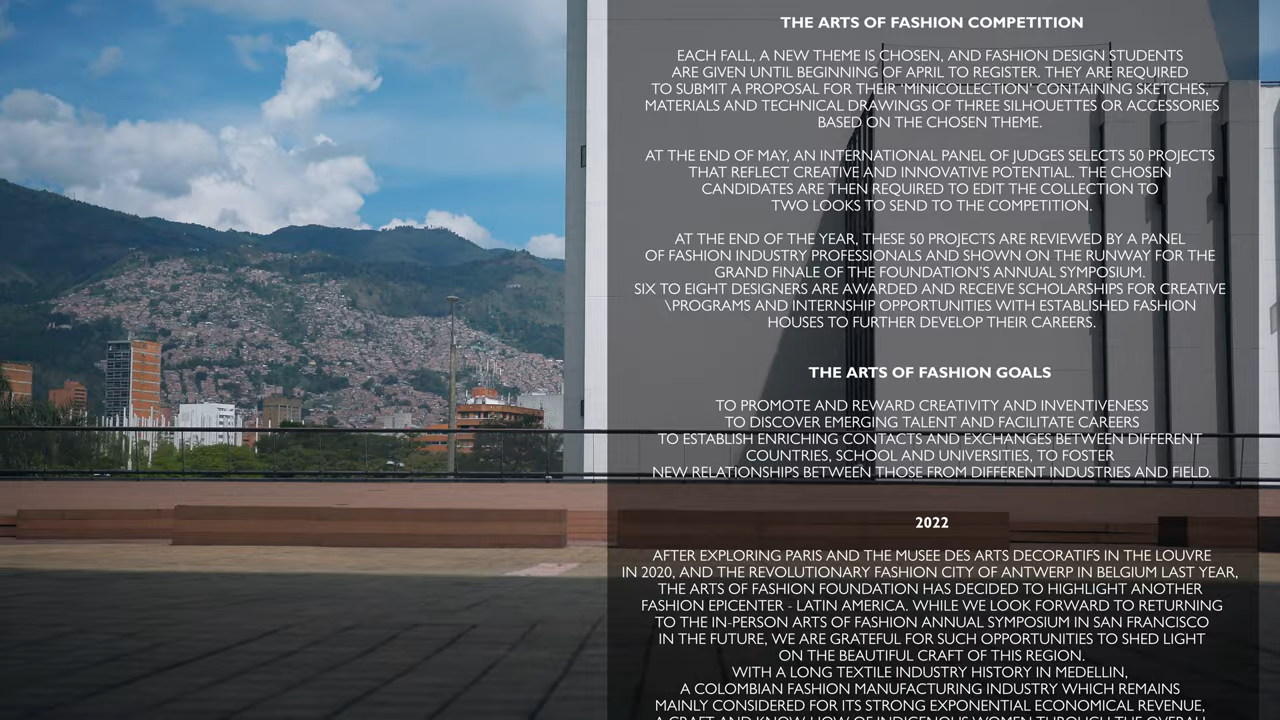 THE ARTS OF FASHION COMPETITION
EACH FALL, A NEW THEME IS CHOSEN, AND FASHION DESIGN STUDENTS
ARE GIVEN UNTIL BEGINNING OF APRIL TO REGISTER. THEY ARE REQUIRED
TO SUBMIT A PROPOSAL FOR THEIR 'MINICOLLECTION' CONTAINING SKETCHES,
MATERIALS AND TECHNICAL DRAWINGS OF THREE SILHOUETTES OR ACCESSORIES
BASED ON THE CHOSEN THEME.
AT THE END OF MAY, AN INTERNATIONAL PANEL OF JUDGES SELECTS 50 PROJECTS
THAT REFLECT CREATIVE AND INNOVATIVE POTENTIAL. THE CHOSEN
CANDIDATES ARE THEN REQUIRED TO EDIT THE COLLECTION TO
TWO LOOKS TO SEND TO THE COMPETITION.
AT THE END OF THE YEAR, THESE 50 PROJECTS ARE REVIEWED BY A PANEL
OF FASHION INDUSTRY PROFESSIONALS AND SHOWN ON THE RUNWAY FOR THE
GRAND FINALE OF THE FOUNDATION'S ANNUAL SYMPOSIUM.
SIX TO EIGHT DESIGNERS ARE AWARDED AND RECEIVE SCHOLARSHIPS FOR CREATIVE
\PROGRAMS AND INTERNSHIP OPPORTUNITIES WITH ESTABLISHED FASHION
HOUSES TO FURTHER DEVELOP THEIR CAREERS.
THE ARTS OF FASHION GOALS
TO PROMOTE AND REWARD CREATIVITY AND INVENTIVENESS
TO DISCOVER EMERGING TALENT AND FACILITATE CAREERS
TO ESTABLISH ENRICHING CONTACTS AND EXCHANGES BETWEEN DIFFERENT
COUNTRIES, SCHOOL AND UNIVERSITIES, TO FOSTER
NEW RELATIONSHIPS BETWEEN THOSE FROM DIFFERENT INDUSTRIES AND FIELD.
2022
AFTER EXPLORING PARIS AND THE MUSEE DES ARTS DECORATIFS IN THE LOUVRE
IN 2020, AND THE REVOLUTIONARY FASHION CITY OF ANTWERP IN BELGIUM LAST YEAR,
THE ARTS OF FASHION FOUNDATION HAS DECIDED TO HIGHLIGHT ANOTHER
FASHION EPICENTER - LATIN AMERICA. WHILE WE LOOK FORWARD TO RETURNING
TO THE IN-PERSON ARTS OF FASHION ANNUAL SYMPOSIUM IN SAN FRANCISCO
IN THE FUTURE, WE ARE GRATEFUL FOR SUCH OPPORTUNITIES TO SHED LIGHT
ON THE BEAUTIFUL CRAFT OF THIS REGION.
WITH A LONG TEXTILE INDUSTRY HISTORY IN MEDELLIN,
A COLOMBIAN FASHION MANUFACTURING INDUSTRY WHICH REMAINS
MAINLY CONSIDERED FOR ITS STRONG EXPONENTIAL ECONOMICAL REVENUE,
A CRAFT AND KNOW-HOW OF INDIGENOUS WOMEN THROUGH THE OVERALL